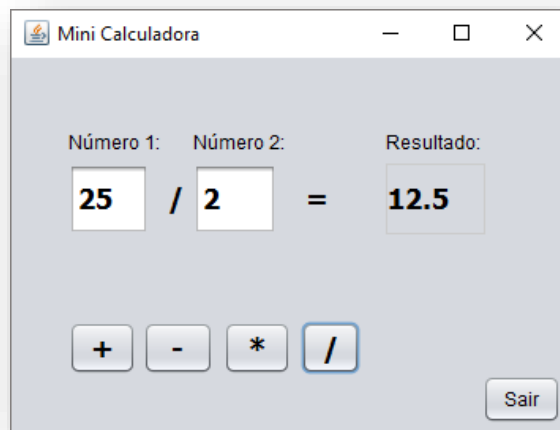 Mini Calculadora
Número 1: Número 2: Resultado:
25 / 2 = 12.5
+ - * /
Sair